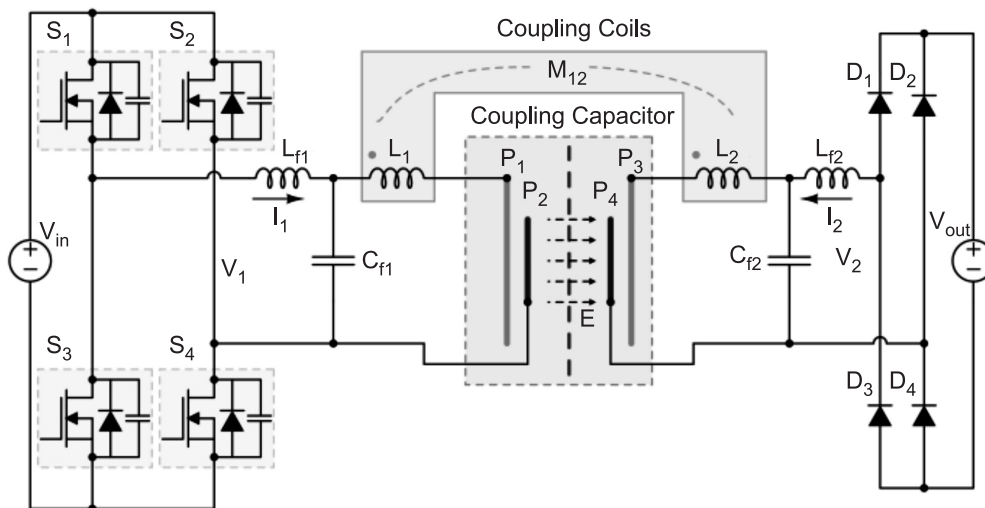 S1
S2
Coupling Coils
M12
D1
D2
Coupling Capacitor
Lf1
L1
P1
P3
L2
Lf2
P2
P4
I1
I2
Vin
+
−
V1
Cf1
E
Cf2
V2
Vout
+
−
S3
S4
D3
D4